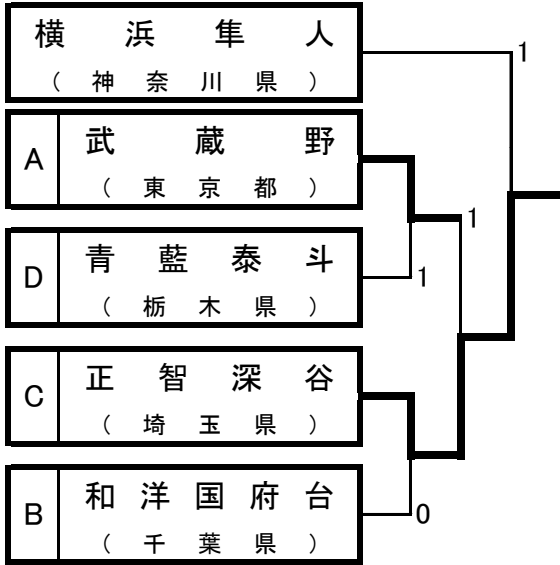 横浜隼人
(神奈川県)
1
A
武蔵野
(東京都)
1
D
青藍泰斗
(栃木県)
1
C
正智深谷
(埼玉県)
B
和洋国府台
(千葉県)
0